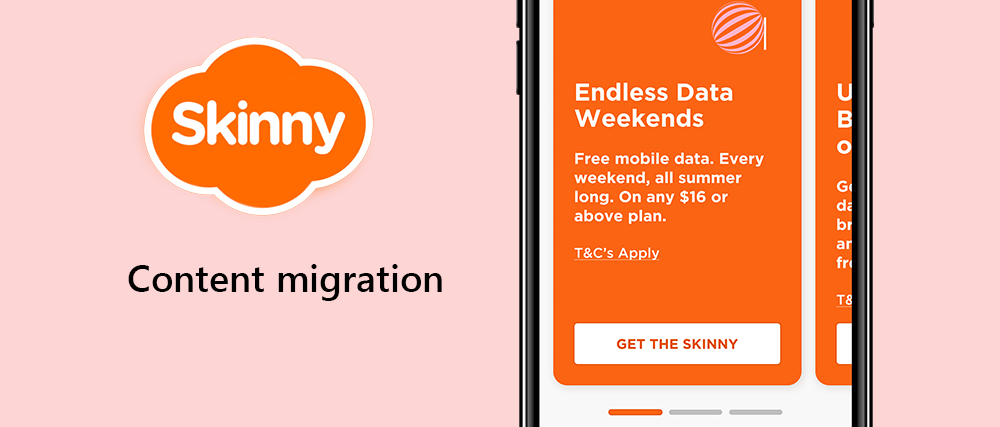 Skinny
Content migration
Endless Data
Weekends
Free mobile data. Every
weekend, all summer
long. On any $16 or
above plan.
T&C's Apply
GET THE SKINNY